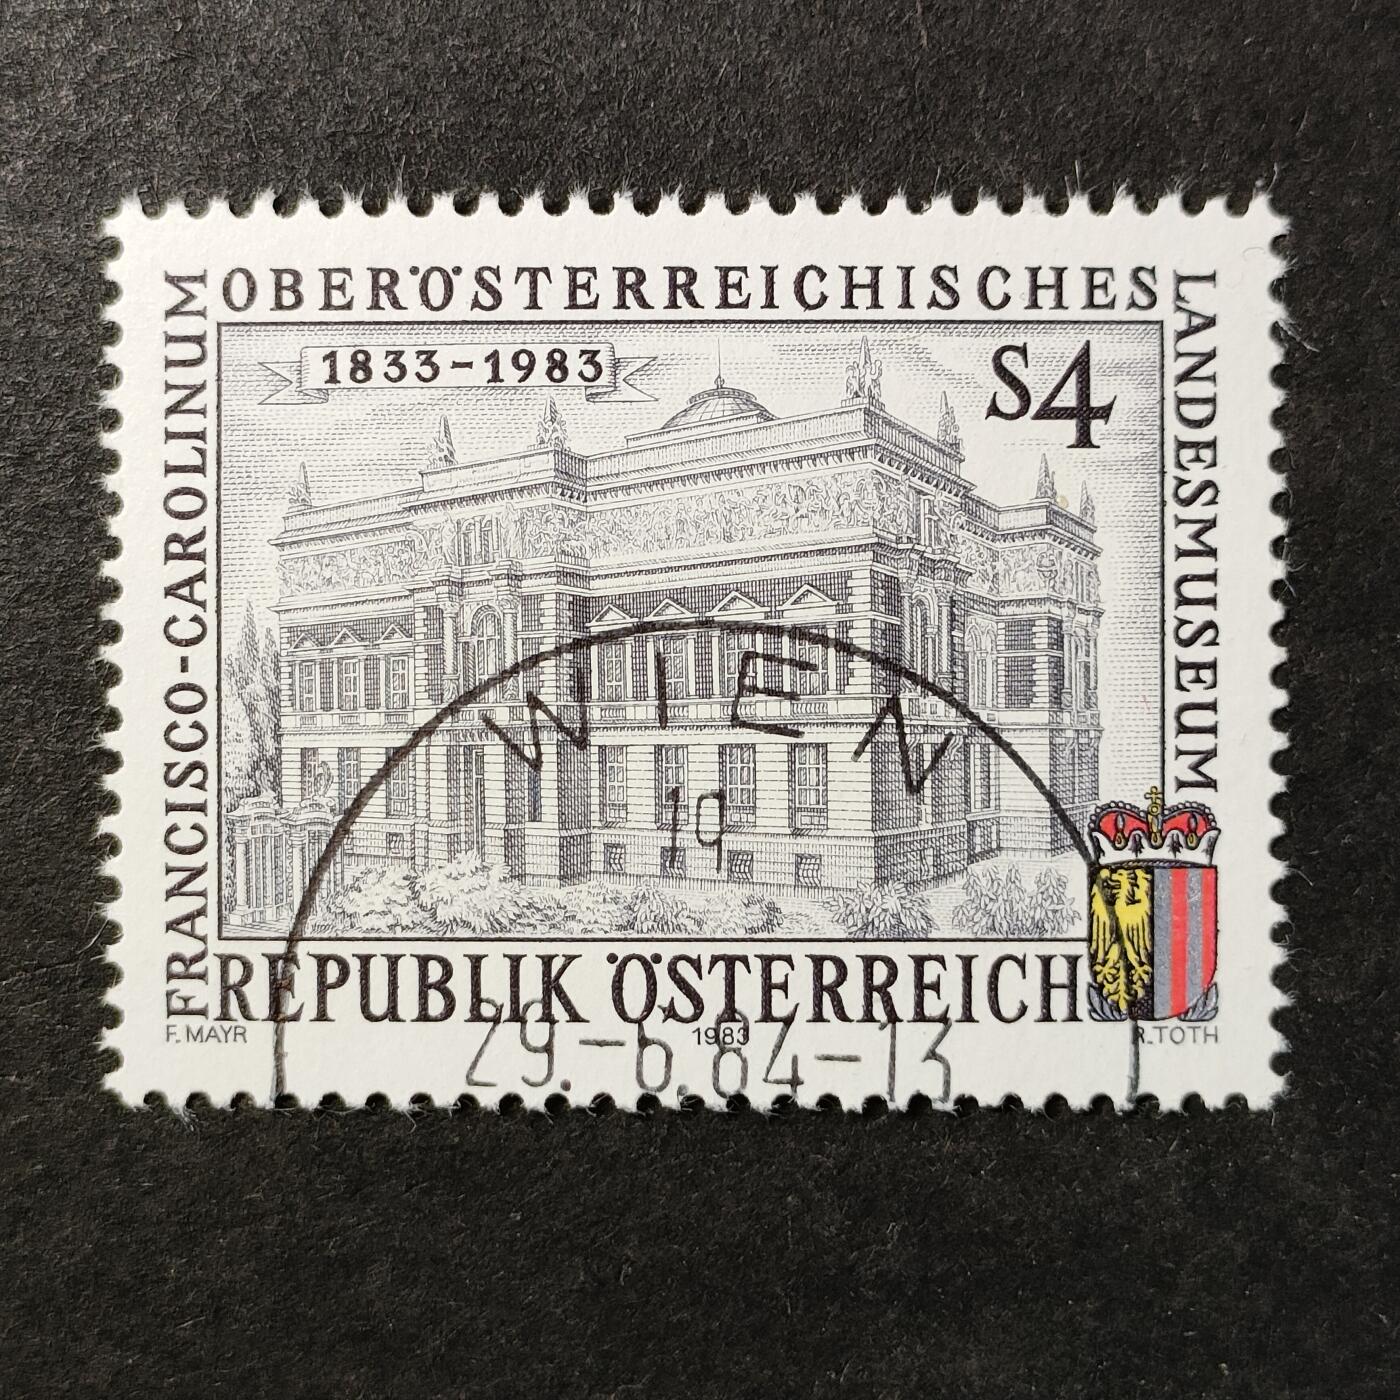 FRANCISCO-CAROLINUM
OBERÖSTERREICHISCHES
LANDESMUSEUM
1833-1983
S4
WIEN
19
REPUBLIK ÖSTERREICH
F. MAYR
1983
R. TOTH
29.-6.84-13